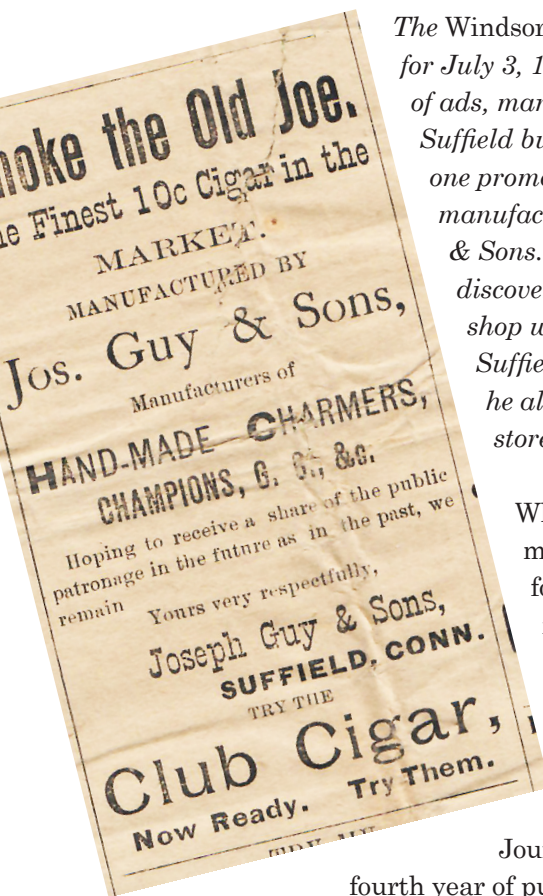 moke the Old Joe.
he Finest 10c Cigar in the
MARKET.
MANUFACTURED BY
Jos. Guy & Sons,
Manufacturers of
HAND-MADE CHARMERS,
CHAMPIONS, G. G., &c.
Hoping to receive a share of the public
patronage in the future as in the past, we
remain Yours very respectfully,
Joseph Guy & Sons,
SUFFIELD, CONN.
TRY THE
Club Cigar,
Now Ready. Try Them.
The Windsor
for July 3, 1
of ads, man
Suffield bu
one promo
manufac
& Sons.
discove
shop w
Suffie
he al
store
Wh
m
fo
Jour
fourth year of pu